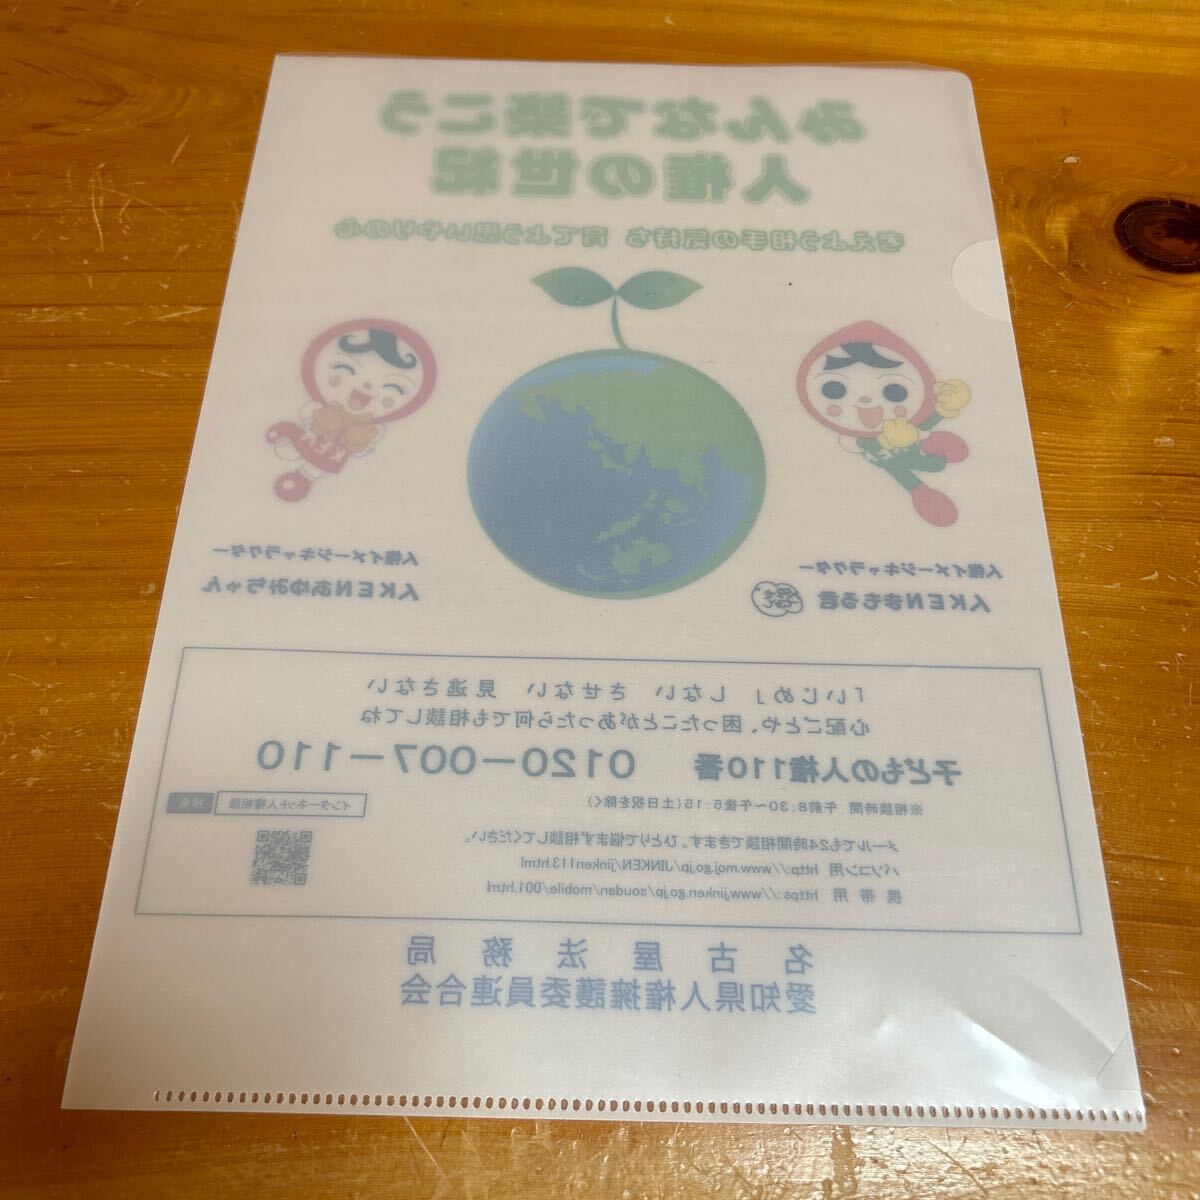 みんなで築こう
人権の世紀
考えよう相手の気持ち 育てよう思いやりの心
KEN
人権イメージキャラクター
人KENまもる君
人権イメージキャラクター
人KENあゆみちゃん
「いじめ」 しない させない 見逃さない
心配ごとや、困ったことがあったら何でも相談してね
子どもの人権110番 0120-007-110
※相談時間 午前8:30～午後5:15(土日祝を除く)
インターネット人権相談 検索
メールでも24時間相談できます。ひとりで悩まず相談してください。
パソコン用 http://www.moj.go.jp/JINKEN/jinken113.html
携帯用 https://www.jinken.go.jp/soudan/mobile/001.html
名古屋法務局
愛知県人権擁護委員連合会